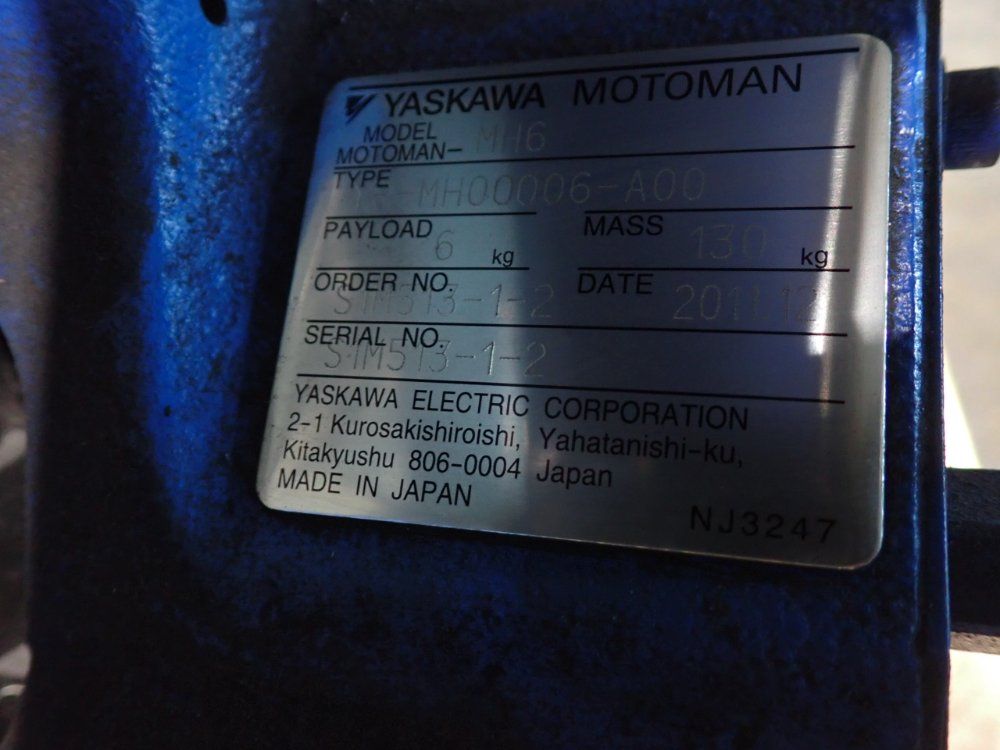 YASKAWA MOTOMAN
MODEL
MOTOMAN- MH6
TYPE -MH00006-A00
PAYLOAD 6 kg MASS 130 kg
ORDER NO. S1M513-1-2 DATE 2011.12
SERIAL NO. S1M513-1-2
YASKAWA ELECTRIC CORPORATION
2-1 Kurosakishiroishi, Yahatanishi-ku,
Kitakyushu 806-0004 Japan
MADE IN JAPAN
NJ3247